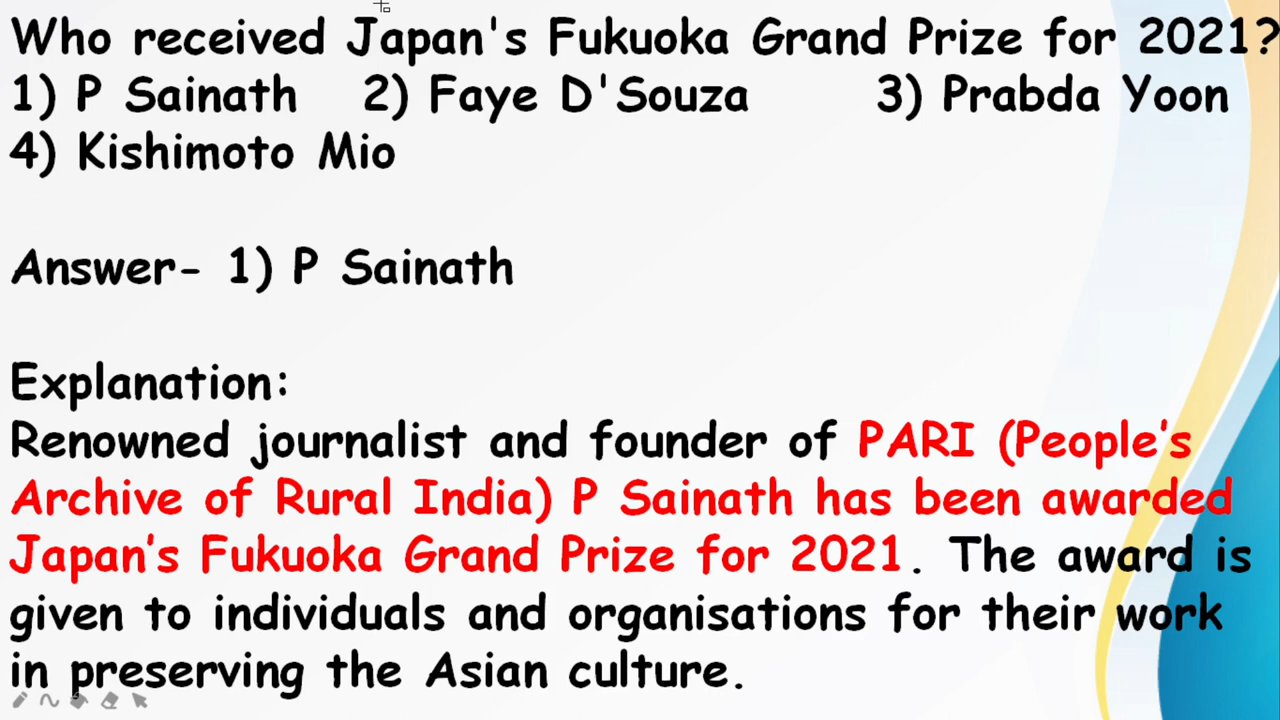 Who received Japan's Fukuoka Grand Prize for 2021?
1) P Sainath 2) Faye D'Souza 3) Prabda Yoon
4) Kishimoto Mio
Answer- 1) P Sainath
Explanation:
Renowned journalist and founder of PARI (People's
Archive of Rural India) P Sainath has been awarded
Japan's Fukuoka Grand Prize for 2021. The award is
given to individuals and organisations for their work
in preserving the Asian culture.